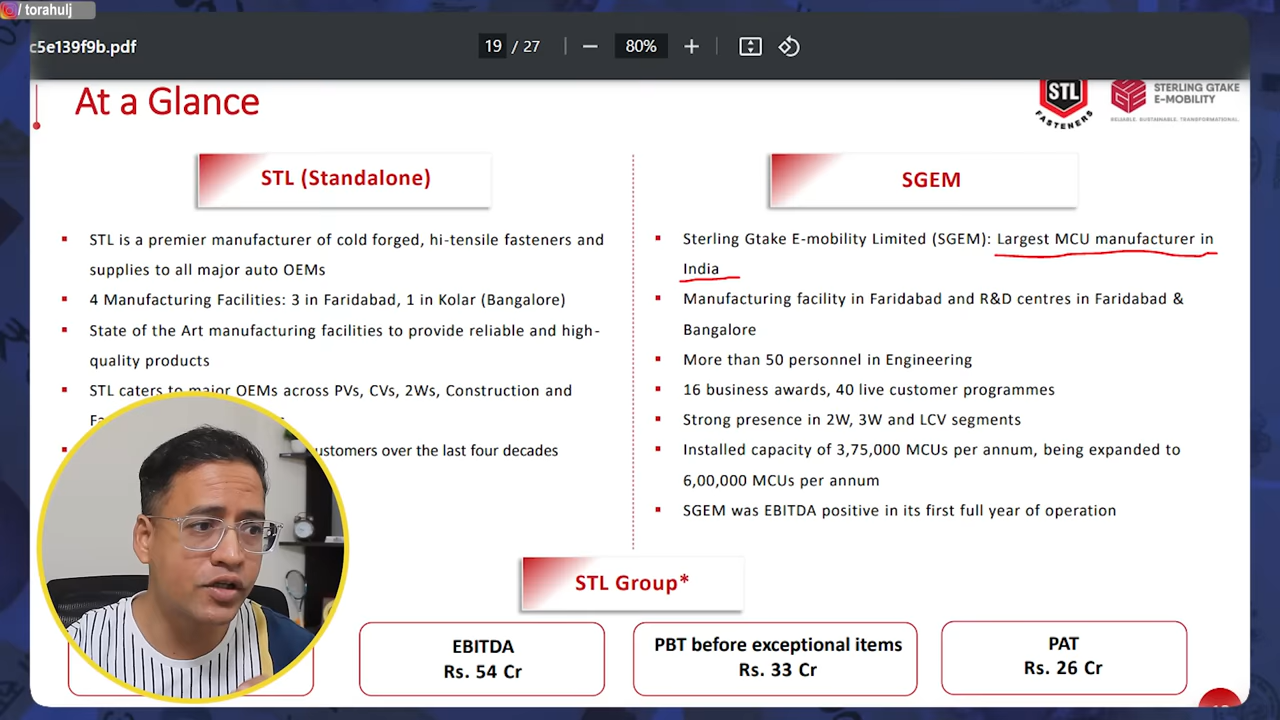 / torahulj
c5e139f9b.pdf
19 / 27
80%
At a Glance
STL
FASTENERS
STERLING GTAKE
E-MOBILITY
RELIABLE. SUSTAINABLE. TRANSFORMATIONAL.
STL (Standalone)
STL is a premier manufacturer of cold forged, hi-tensile fasteners and
supplies to all major auto OEMs
4 Manufacturing Facilities: 3 in Faridabad, 1 in Kolar (Bangalore)
State of the Art manufacturing facilities to provide reliable and high-
quality products
STL caters to major OEMs across PVs, CVs, 2Ws, Construction and
ustomers over the last four decades
SGEM
Sterling Gtake E-mobility Limited (SGEM): Largest MCU manufacturer in
India
Manufacturing facility in Faridabad and R&D centres in Faridabad &
Bangalore
More than 50 personnel in Engineering
16 business awards, 40 live customer programmes
Strong presence in 2W, 3W and LCV segments
Installed capacity of 3,75,000 MCUs per annum, being expanded to
6,00,000 MCUs per annum
SGEM was EBITDA positive in its first full year of operation
STL Group*
EBITDA
Rs. 54 Cr
PBT before exceptional items
Rs. 33 Cr
PAT
Rs. 26 Cr